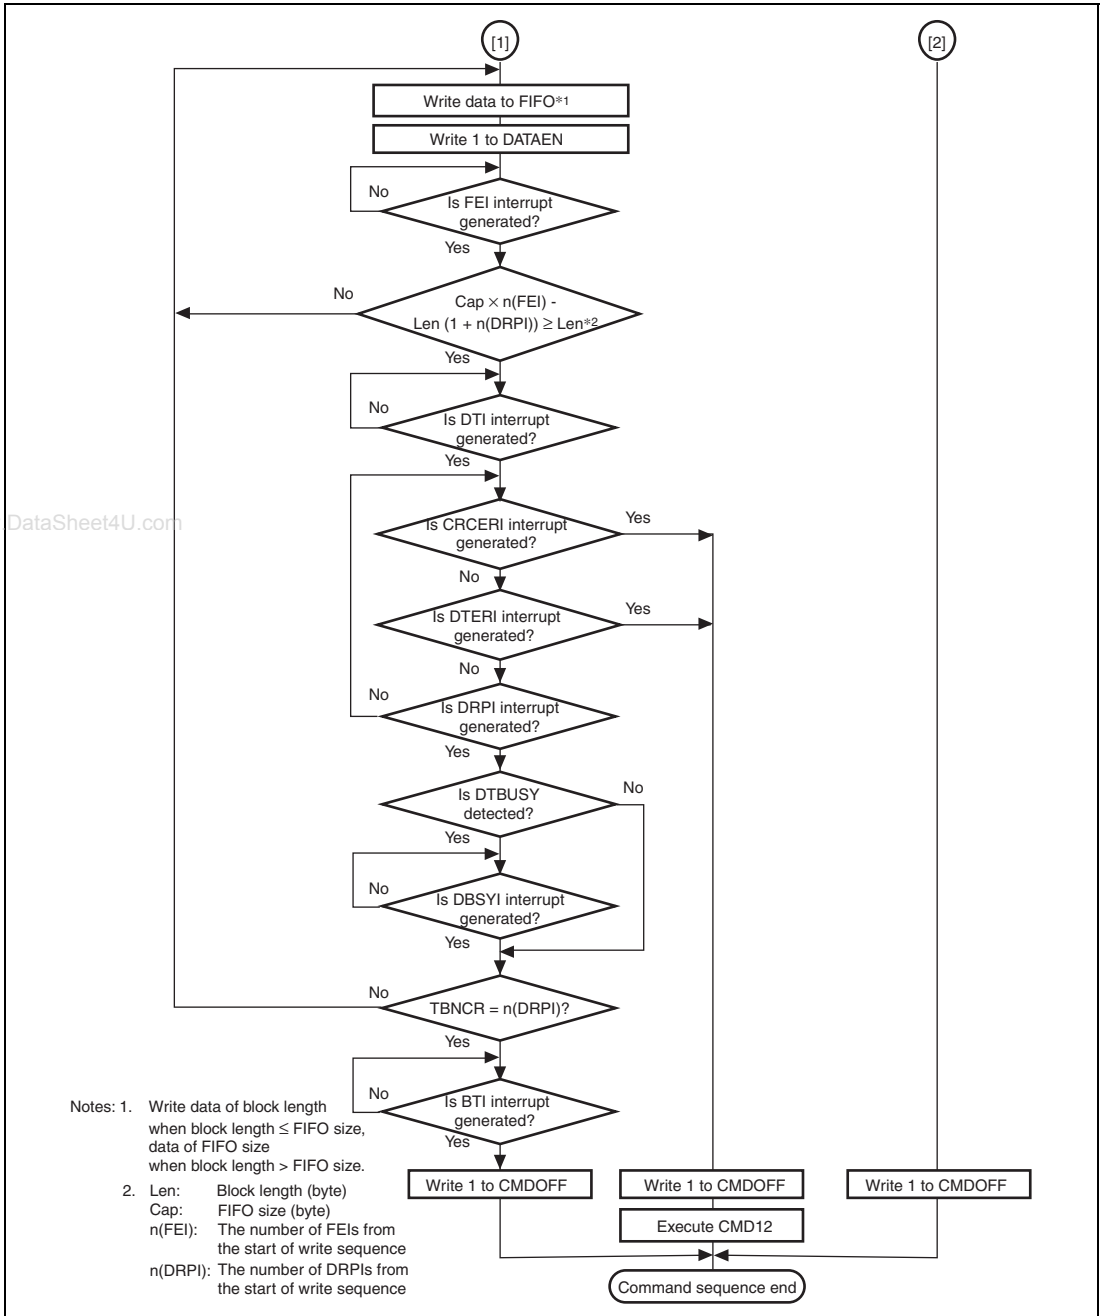 [1]
[2]
Write data to FIFO*1
Write 1 to DATAEN
No
Is FEI interrupt
generated?
Yes
No
Cap × n(FEI) -
Len (1 + n(DRPI)) ≥ Len*2
Yes
No
Is DTI interrupt
generated?
Yes
DataSheet4U.com
Is CRCERI interrupt
generated?
Yes
No
Is DTERI interrupt
generated?
Yes
No
No
Is DRPI interrupt
generated?
Yes
Is DTBUSY
detected?
No
Yes
No
Is DBSYI interrupt
generated?
Yes
No
TBNCR = n(DRPI)?
Yes
No
Is BTI interrupt
generated?
Yes
Write 1 to CMDOFF
Write 1 to CMDOFF
Write 1 to CMDOFF
Execute CMD12
Command sequence end
Notes: 1. Write data of block length
when block length ≤ FIFO size,
data of FIFO size
when block length > FIFO size.
2. Len: Block length (byte)
Cap: FIFO size (byte)
n(FEI): The number of FEIs from
the start of write sequence
n(DRPI): The number of DRPIs from
the start of write sequence